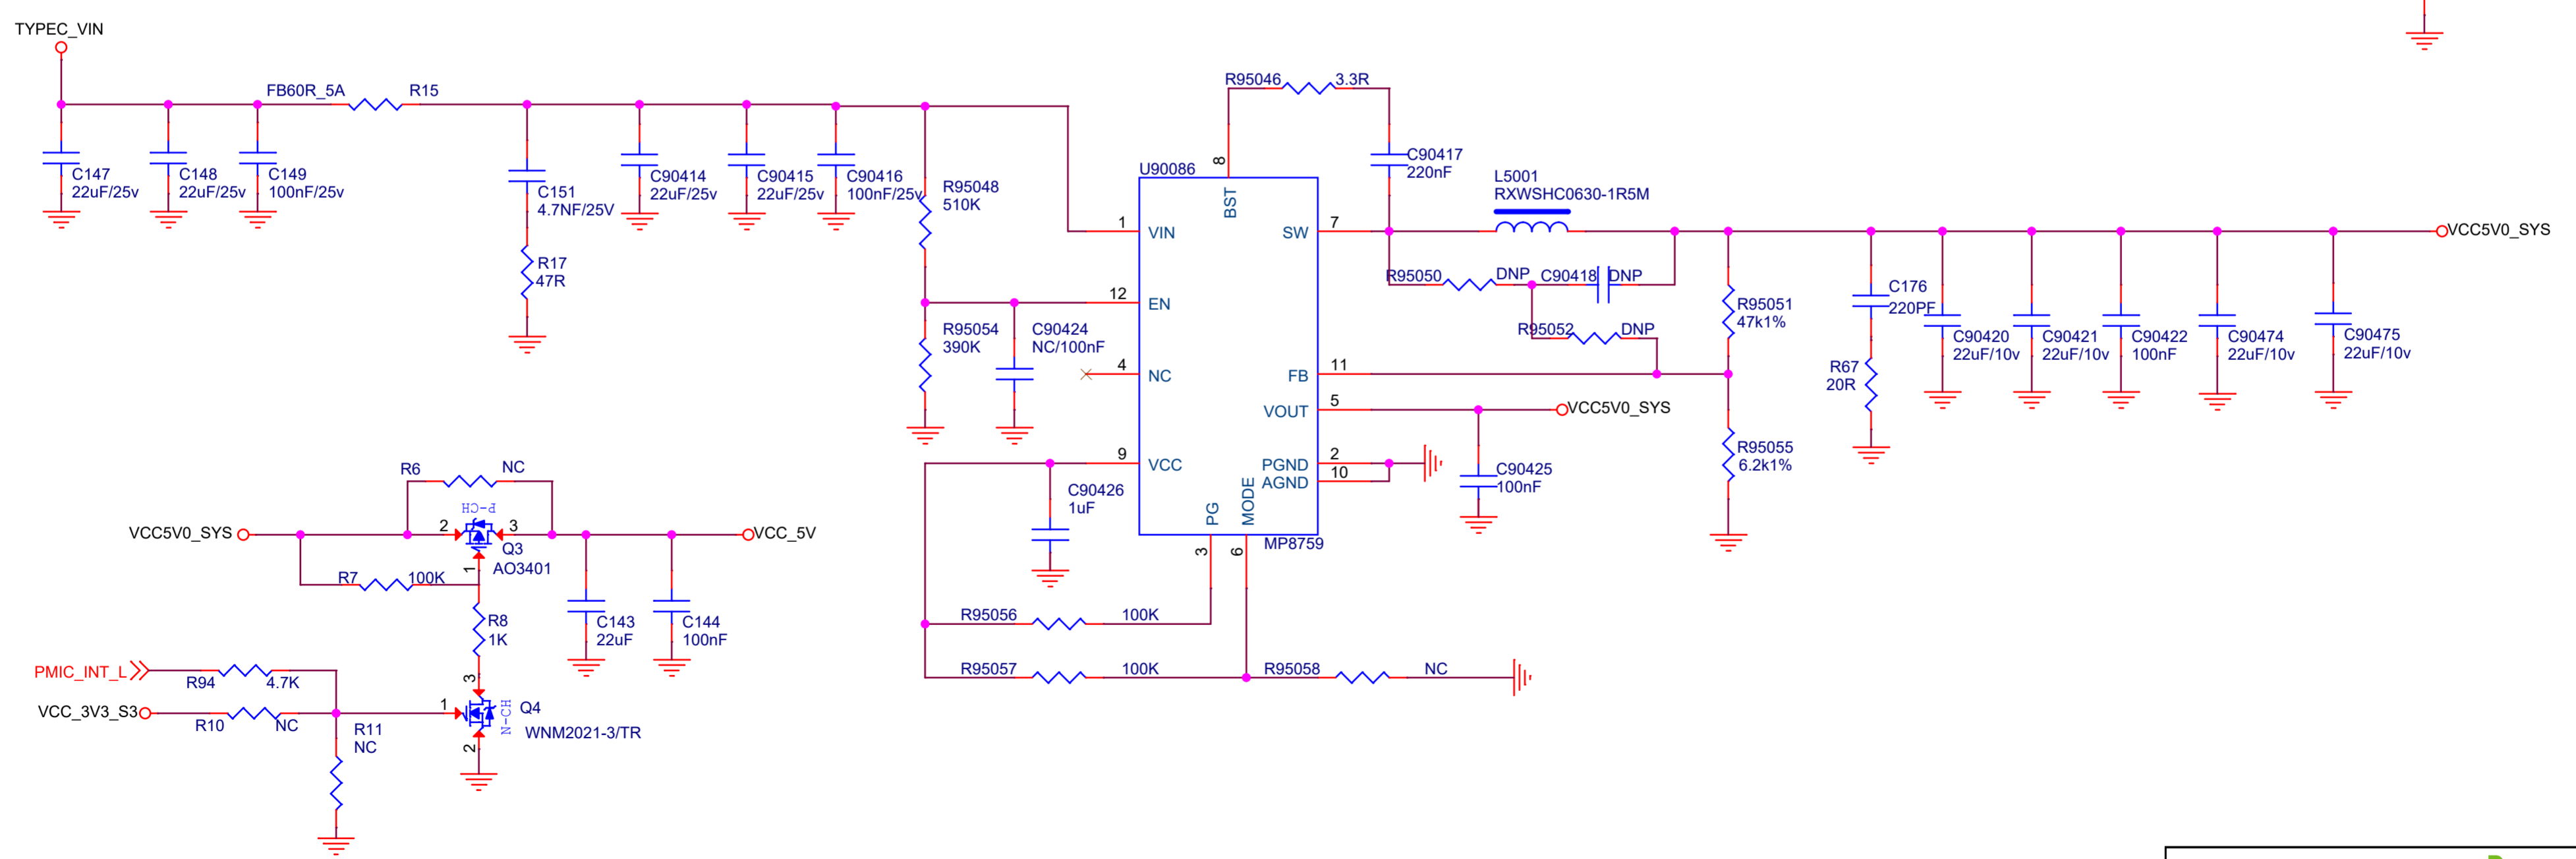 TYPEC_VIN
FB60R_5A
R15
C147
22uF/25v
C148
22uF/25v
C149
100nF/25v
C151
4.7NF/25V
R17
47R
C90414
22uF/25v
C90415
22uF/25v
C90416
100nF/25v
R95048
510K
R95054
390K
C90424
NC/100nF
R95046
3.3R
C90417
220nF
U90086
8
BST
1
VIN
12
EN
4
NC
9
VCC
SW
7
FB
11
VOUT
5
PGND
2
AGND
10
PG
3
MODE
6
MP8759
L5001
RXWSHC0630-1R5M
R95050
DNP
C90418
DNP
R95052
DNP
R95051
47k1%
R95055
6.2k1%
VCC5V0_SYS
C90425
100nF
C176
220PF
R67
20R
C90420
22uF/10v
C90421
22uF/10v
C90422
100nF
C90474
22uF/10v
C90475
22uF/10v
VCC5V0_SYS
C90426
1uF
R95056
100K
R95057
100K
R95058
NC
R6
NC
P-CH
VCC5V0_SYS
2
3
1
Q3
AO3401
VCC_5V
R7
100K
R8
1K
C143
22uF
C144
100nF
PMIC_INT_L
R94
4.7K
VCC_3V3_S3
R10
NC
R11
NC
3
1
2
Q4
N-CH
WNM2021-3/TR